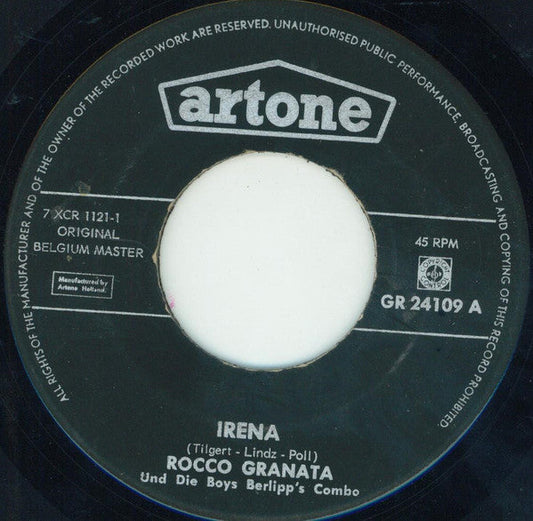 ALL RIGHTS OF THE MANUFACTURER AND OF THE OWNER OF THE RECORDED WORK ARE RESERVED. UNAUTHORISED PUBLIC PERFORMANCE, BROADCASTING AND COPYING OF THIS RECORD PROHIBITED
artone
7 XCR 1121-1
ORIGINAL
BELGIUM MASTER
Manufactured by
Artone Holland.
45 RPM
GR 24109 A
IRENA
(Tilgert - Lindz - Poll)
ROCCO GRANATA
Und Die Boys Berlipp's Combo